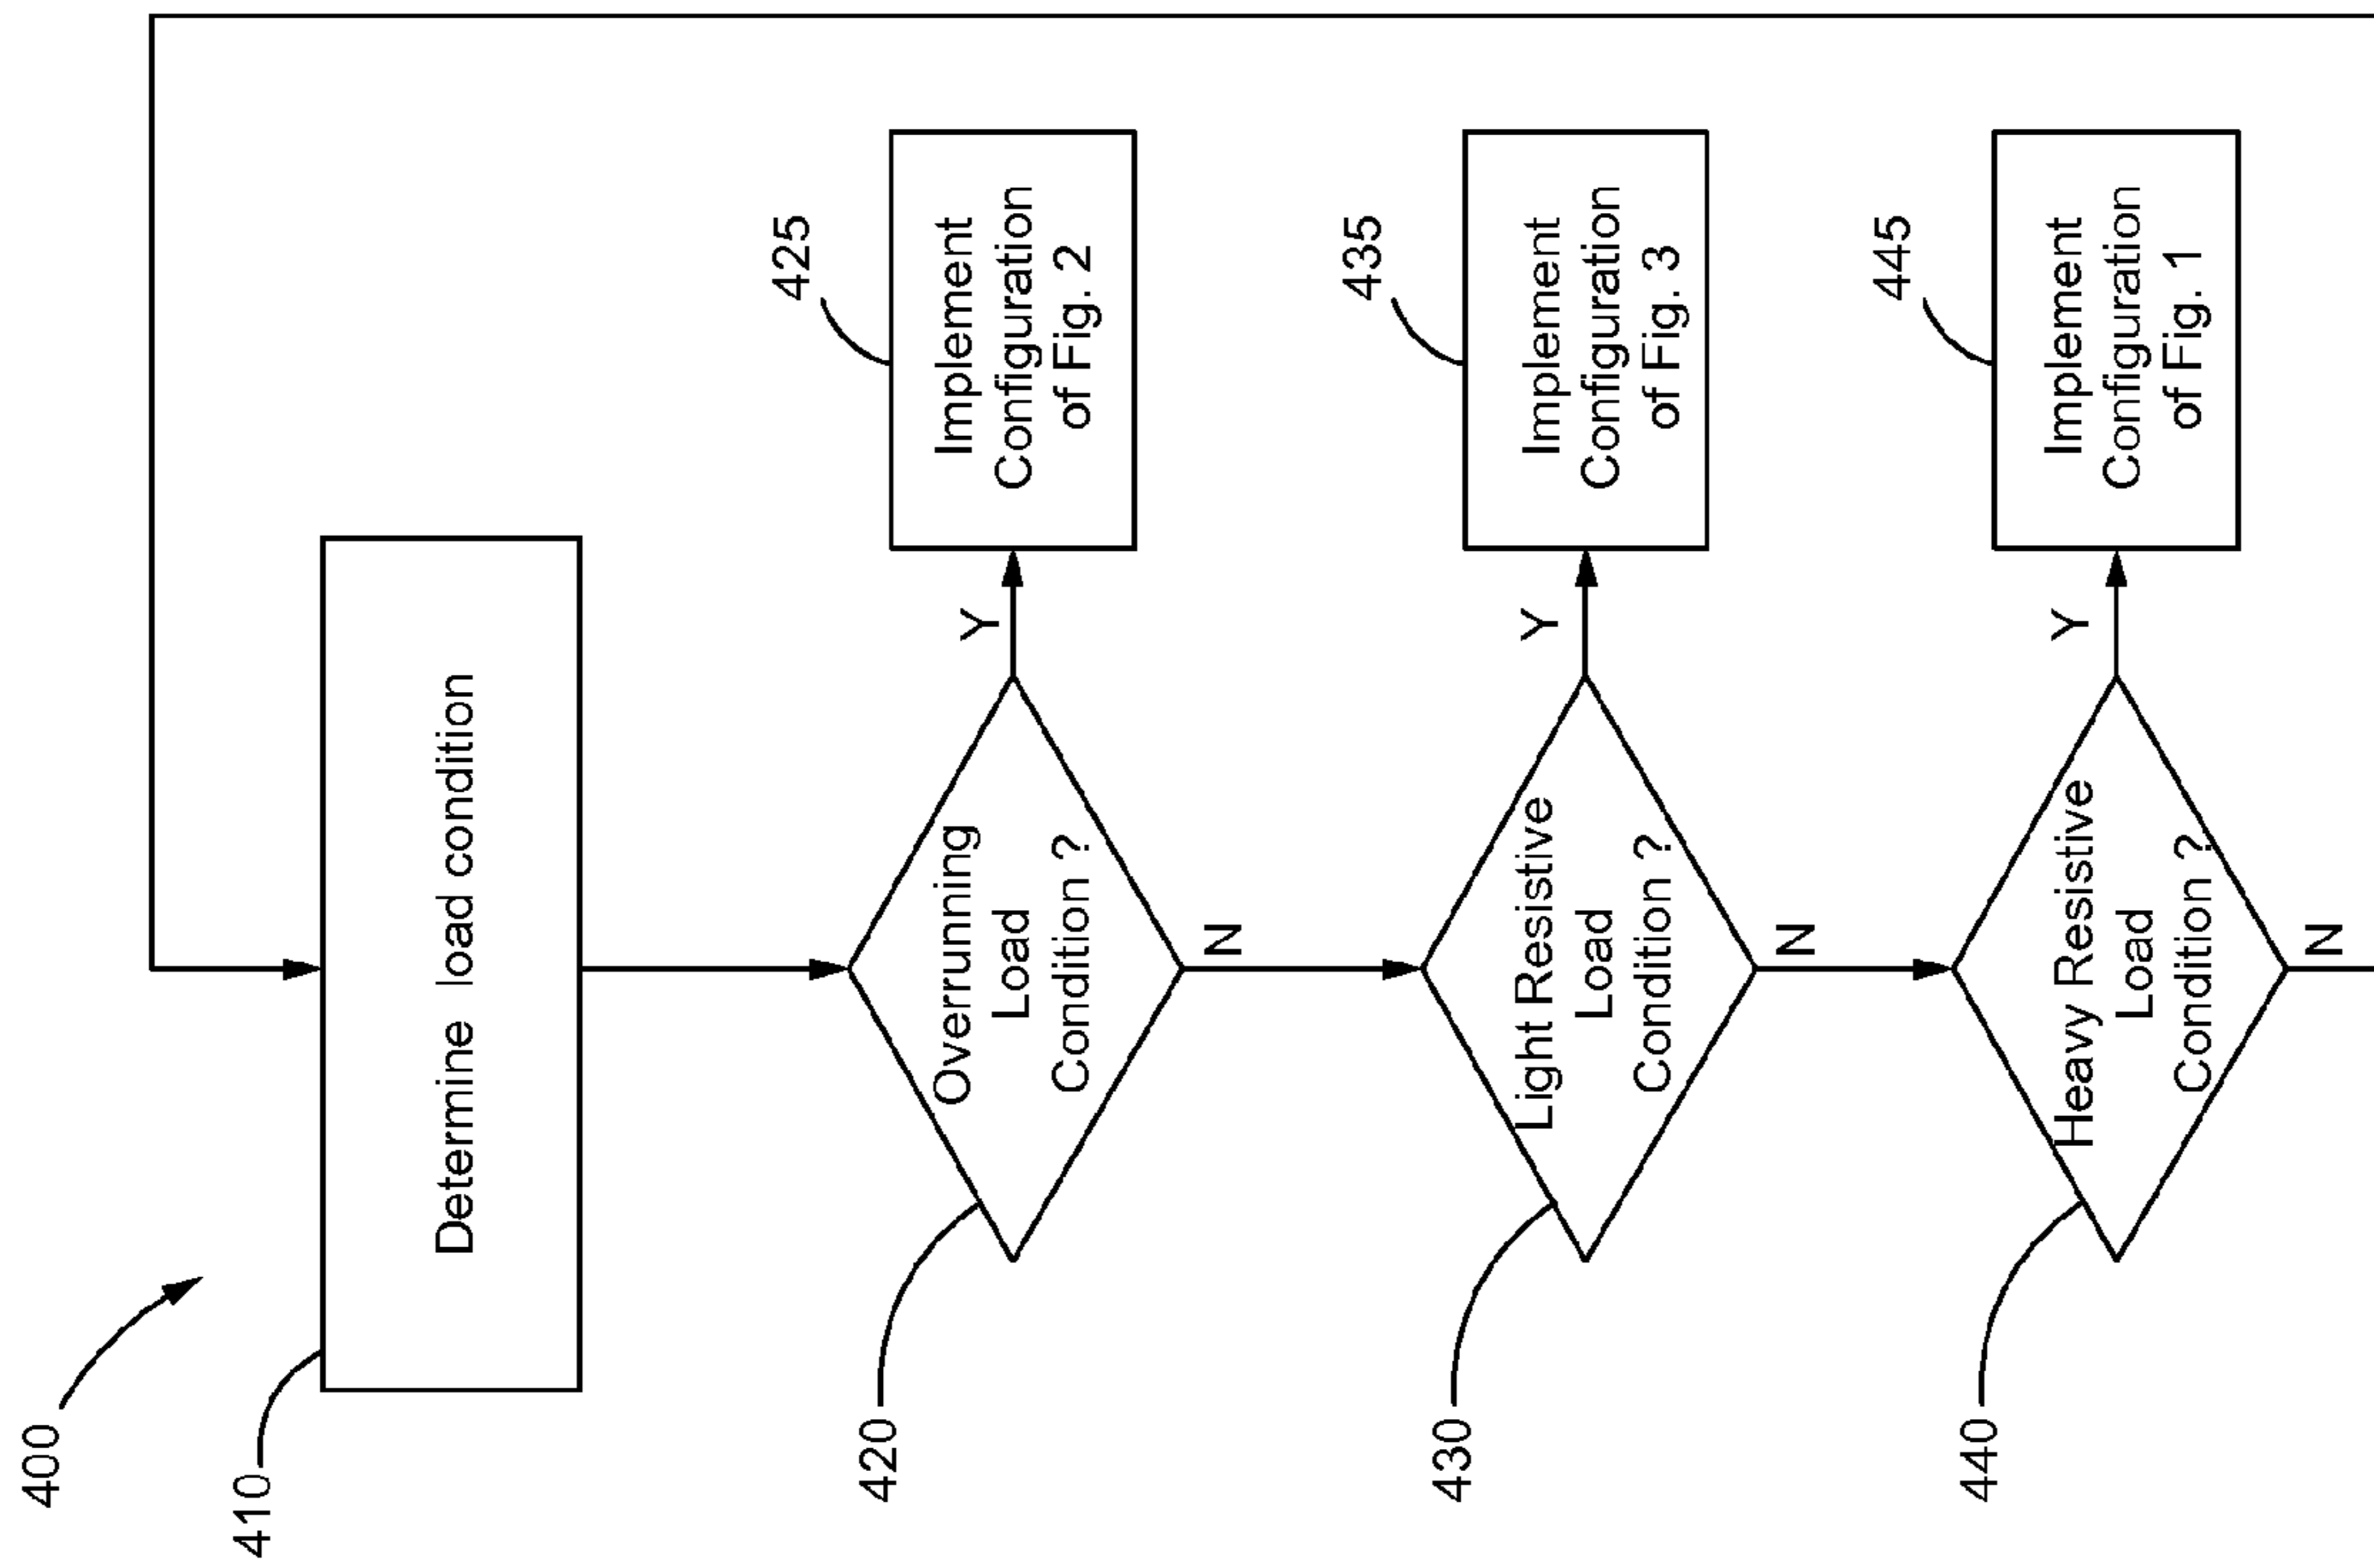 400
410
Determine load condition
420
Overrunning
Load
Condition ?
Y
N
425
Implement
Configuration
of Fig. 2
430
Light Resistive
Load
Condition ?
Y
N
435
Implement
Configuration
of Fig. 3
440
Heavy Resistive
Load
Condition ?
Y
N
445
Implement
Configuration
of Fig. 1